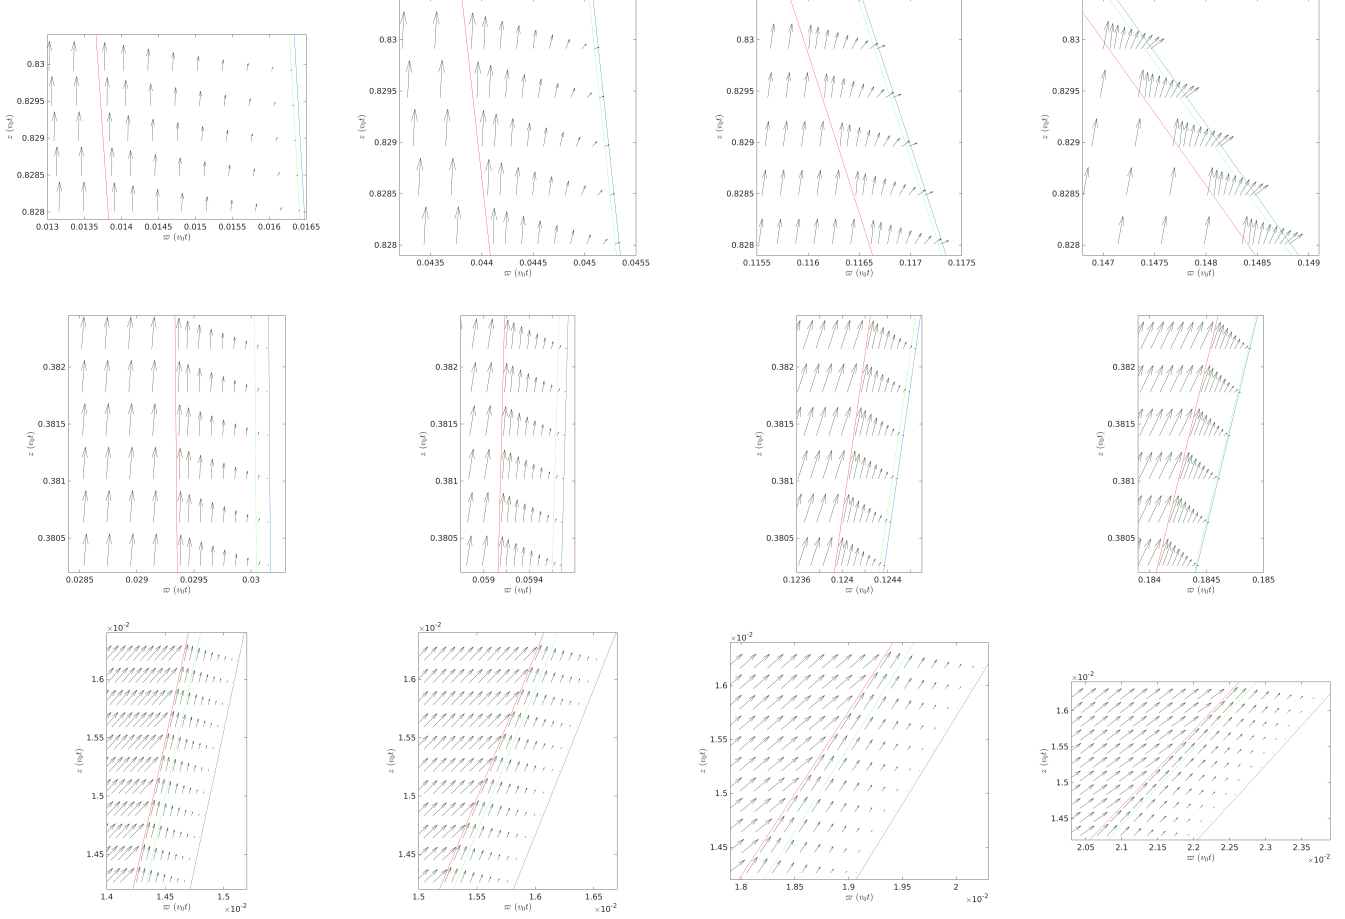 0.83
0.8295
0.829
0.8285
0.828
z (v₀t)
0.013 0.0135 0.014 0.0145 0.015 0.0155 0.016 0.0165
ϖ (v₀t)
0.83
0.8295
0.829
0.8285
0.828
z (v₀t)
0.0435 0.044 0.0445 0.045 0.0455
ϖ (v₀t)
0.83
0.8295
0.829
0.8285
0.828
z (v₀t)
0.1155 0.116 0.1165 0.117 0.1175
ϖ (v₀t)
0.83
0.8295
0.829
0.8285
0.828
z (v₀t)
0.147 0.1475 0.148 0.1485 0.149
ϖ (v₀t)
0.382
0.3815
0.381
0.3805
z (v₀t)
0.0285 0.029 0.0295 0.03
ϖ (v₀t)
0.382
0.3815
0.381
0.3805
z (v₀t)
0.059 0.0594
ϖ (v₀t)
0.382
0.3815
0.381
0.3805
z (v₀t)
0.1236 0.124 0.1244
ϖ (v₀t)
0.382
0.3815
0.381
0.3805
z (v₀t)
0.184 0.1845 0.185
ϖ (v₀t)
×10⁻²
1.6
1.55
1.5
1.45
z (v₀t)
1.4 1.45 1.5
ϖ (v₀t)
×10⁻²
×10⁻²
1.6
1.55
1.5
1.45
z (v₀t)
1.5 1.55 1.6 1.65
ϖ (v₀t)
×10⁻²
×10⁻²
1.6
1.55
1.5
1.45
z (v₀t)
1.8 1.85 1.9 1.95 2
ϖ (v₀t)
×10⁻²
×10⁻²
1.6
1.55
1.5
1.45
z (v₀t)
2.05 2.1 2.15 2.2 2.25 2.3 2.35
ϖ (v₀t)
×10⁻²